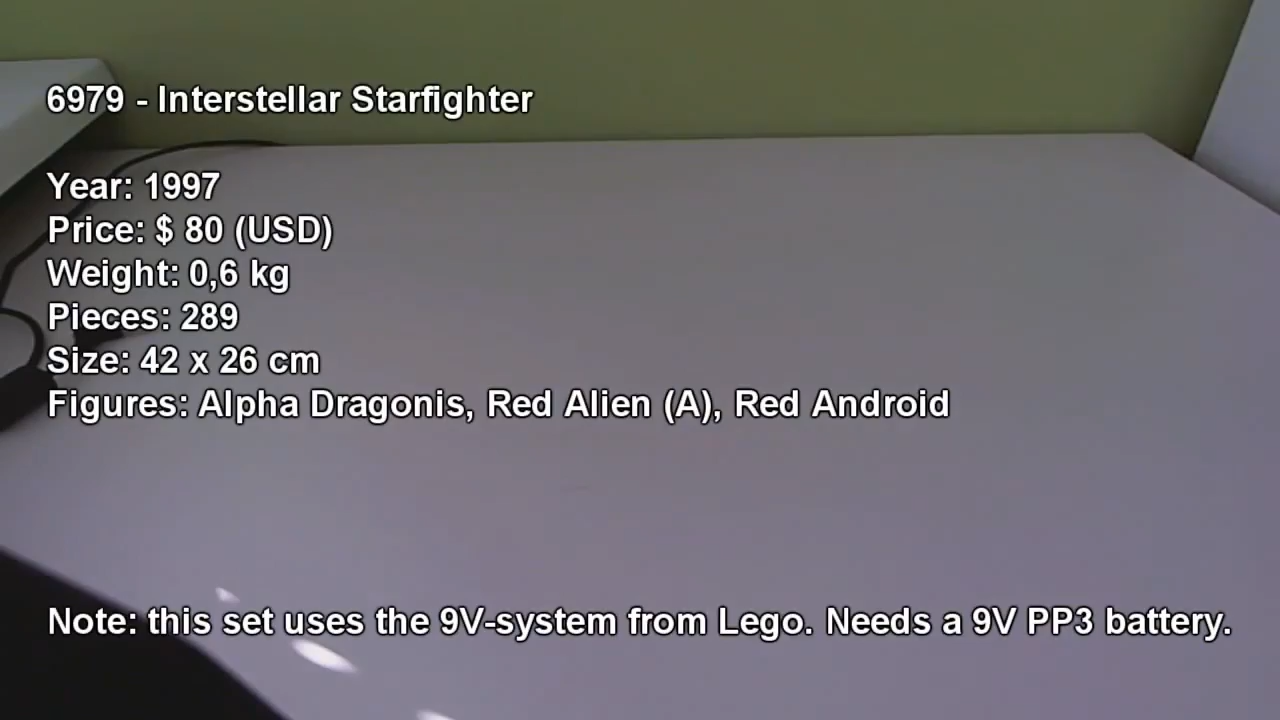 6979 - Interstellar Starfighter
Year: 1997
Price: $ 80 (USD)
Weight: 0,6 kg
Pieces: 289
Size: 42 x 26 cm
Figures: Alpha Dragonis, Red Alien (A), Red Android
Note: this set uses the 9V-system from Lego. Needs a 9V PP3 battery.